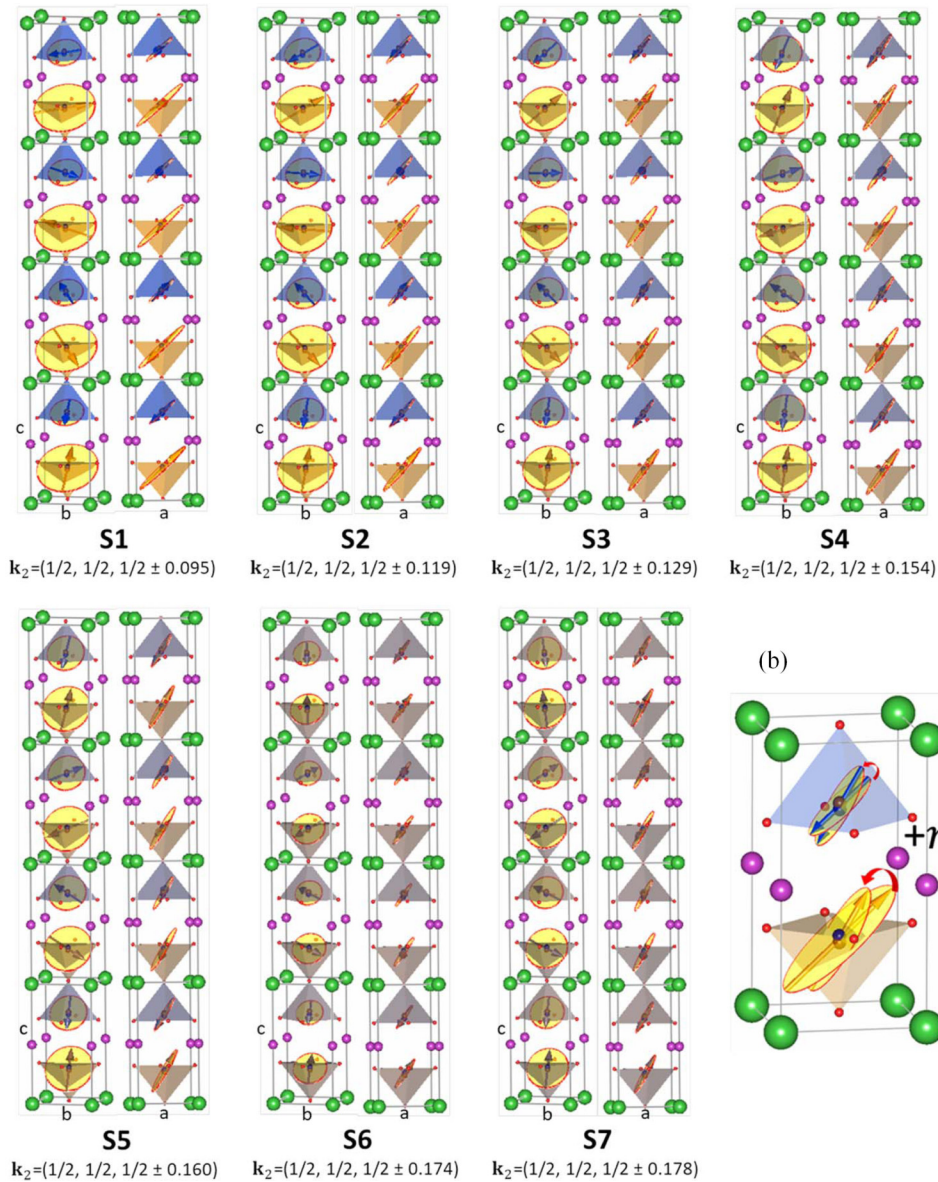 c
b
a
c
b
a
c
b
a
c
b
a
S1
S2
S3
S4
k₂=(1/2, 1/2, 1/2 ± 0.095)
k₂=(1/2, 1/2, 1/2 ± 0.119)
k₂=(1/2, 1/2, 1/2 ± 0.129)
k₂=(1/2, 1/2, 1/2 ± 0.154)
(b)
c
b
a
c
b
a
c
b
a
S5
S6
S7
k₂=(1/2, 1/2, 1/2 ± 0.160)
k₂=(1/2, 1/2, 1/2 ± 0.174)
k₂=(1/2, 1/2, 1/2 ± 0.178)